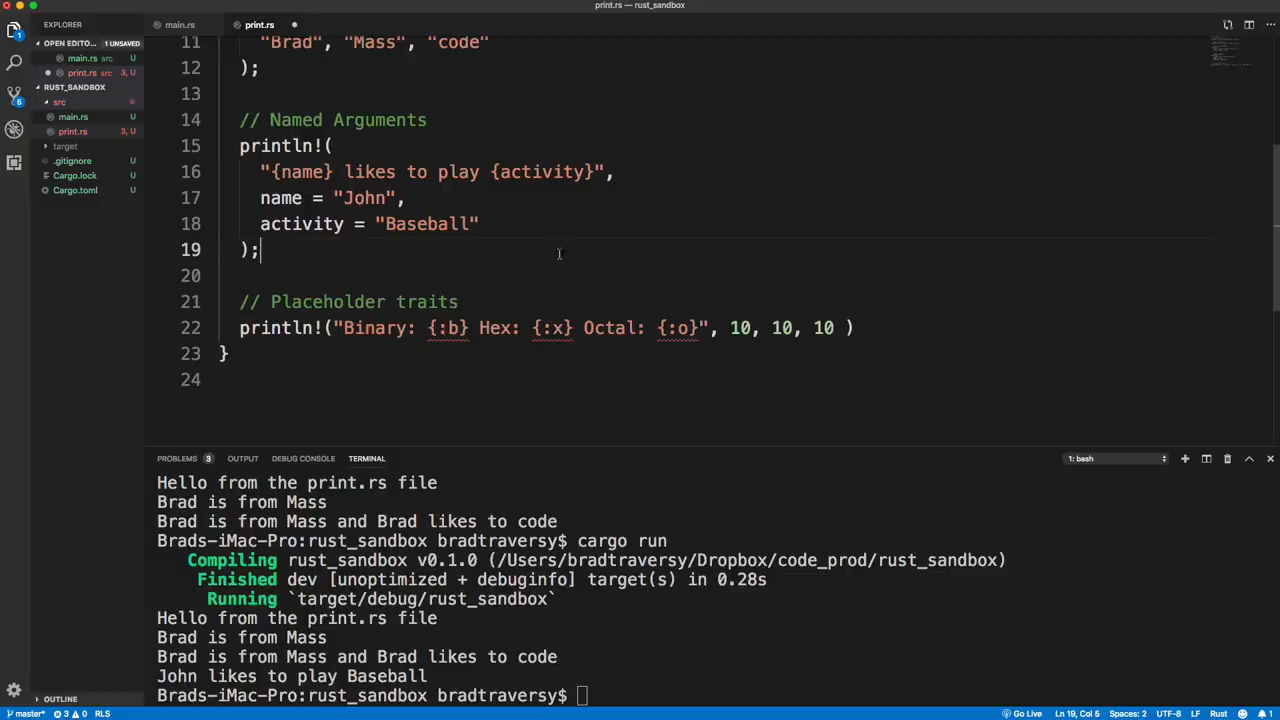 print.rs — rust_sandbox
EXPLORER
main.rs
print.rs
OPEN EDITO... 1 UNSAVED
main.rs src U
print.rs src 3, U
RUST_SANDBOX
src
main.rs U
print.rs 3, U
target
.gitignore U
Cargo.lock U
Cargo.toml U
11 "Brad", "Mass", "code"
12 );
13
14 // Named Arguments
15 println!(
16 "{name} likes to play {activity}",
17 name = "John",
18 activity = "Baseball"
19 );
20
21 // Placeholder traits
22 println!("Binary: {:b} Hex: {:x} Octal: {:o}", 10, 10, 10 )
23 }
24
PROBLEMS 3 OUTPUT DEBUG CONSOLE TERMINAL 1: bash
Hello from the print.rs file
Brad is from Mass
Brad is from Mass and Brad likes to code
Brads-iMac-Pro:rust_sandbox bradtraversy$ cargo run
Compiling rust_sandbox v0.1.0 (/Users/bradtraversy/Dropbox/code_prod/rust_sandbox)
Finished dev [unoptimized + debuginfo] target(s) in 0.28s
Running `target/debug/rust_sandbox`
Hello from the print.rs file
Brad is from Mass
Brad is from Mass and Brad likes to code
John likes to play Baseball
Brads-iMac-Pro:rust_sandbox bradtraversy$
OUTLINE
master* 3 0 RLS Go Live Ln 19, Col 5 Spaces: 2 UTF-8 LF Rust 1